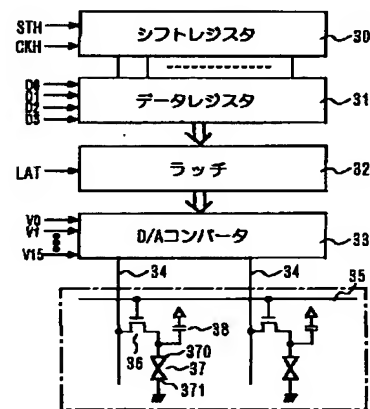 STH
CKH
シフトレジスタ
30
D0
D1
D2
D3
データレジスタ
31
LAT
ラッチ
32
V0
V1
V15
D/Aコンバータ
33
34
34
35
36
38
370
37
371